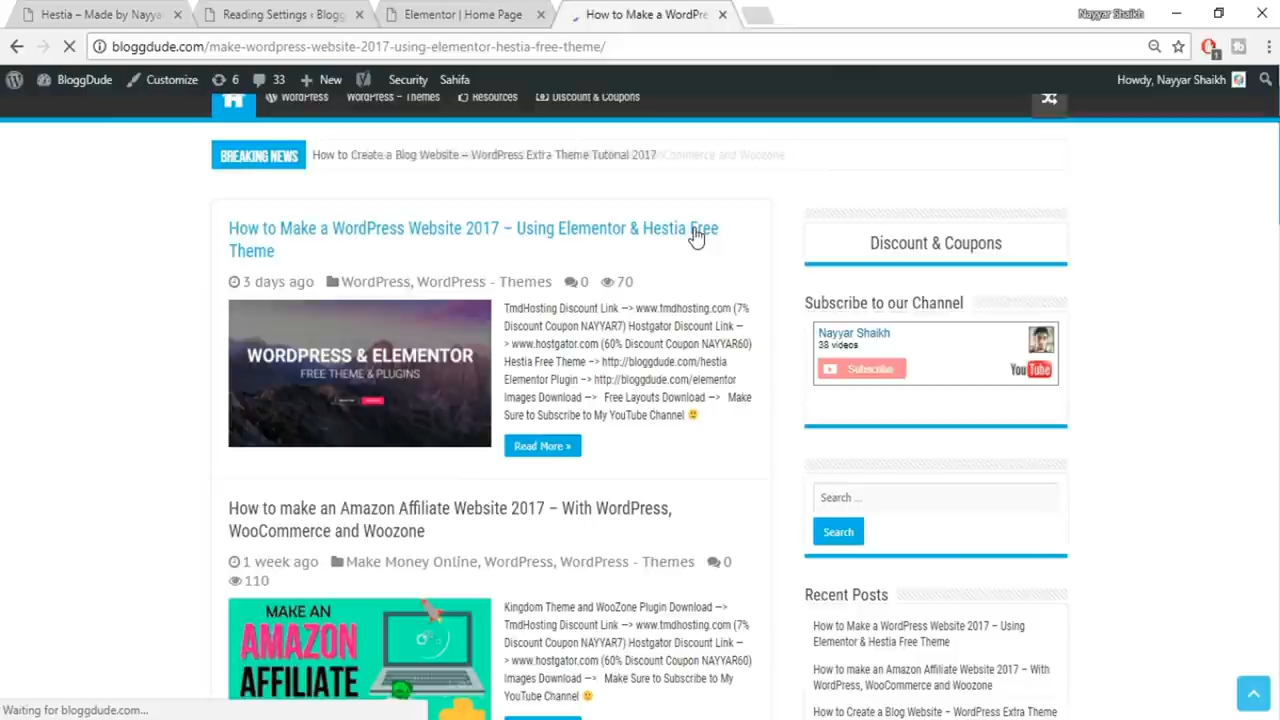 Hestia – Made by Nayya
Reading Settings ‹ Blogg
Elementor | Home Page
How to Make a WordPre
Nayyar Shaikh
bloggdude.com/make-wordpress-website-2017-using-elementor-hestia-free-theme/
1
BloggDude
Customize
6
33
New
Security
Sahifa
Howdy, Nayyar Shaikh
WordPress
WordPress – Themes
Resources
Discount & Coupons
BREAKING NEWS
How to Create a Blog Website – WordPress Extra Theme Tutorial 2017
Commerce and Woozone
How to Make a WordPress Website 2017 – Using Elementor & Hestia Free
Theme
3 days ago
WordPress, WordPress - Themes
0
70
WORDPRESS & ELEMENTOR
FREE THEME & PLUGINS
TmdHosting Discount Link —> www.tmdhosting.com (7%
Discount Coupon NAYYAR7) Hostgator Discount Link —
> www.hostgator.com (60% Discount Coupon NAYYAR60)
Hestia Free Theme –> http://bloggdude.com/hestia
Elementor Plugin –> http://bloggdude.com/elementor
Images Download —> Free Layouts Download —> Make
Sure to Subscribe to My YouTube Channel 🙂
Read More »
How to make an Amazon Affiliate Website 2017 – With WordPress,
WooCommerce and Woozone
1 week ago
Make Money Online, WordPress, WordPress - Themes
0
110
MAKE AN
AMAZON
AFFILIATE
Kingdom Theme and WooZone Plugin Download —>
TmdHosting Discount Link —> www.tmdhosting.com (7%
Discount Coupon NAYYAR7) Hostgator Discount Link —
> www.hostgator.com (60% Discount Coupon NAYYAR60)
Images Download —> Make Sure to Subscribe to My
YouTube Channel 🙂
Discount & Coupons
Subscribe to our Channel
Nayyar Shaikh
38 videos
Subscribe
YouTube
Search ...
Search
Recent Posts
How to Make a WordPress Website 2017 – Using
Elementor & Hestia Free Theme
How to make an Amazon Affiliate Website 2017 – With
WordPress, WooCommerce and Woozone
How to Create a Blog Website – WordPress Extra Theme
Waiting for bloggdude.com...